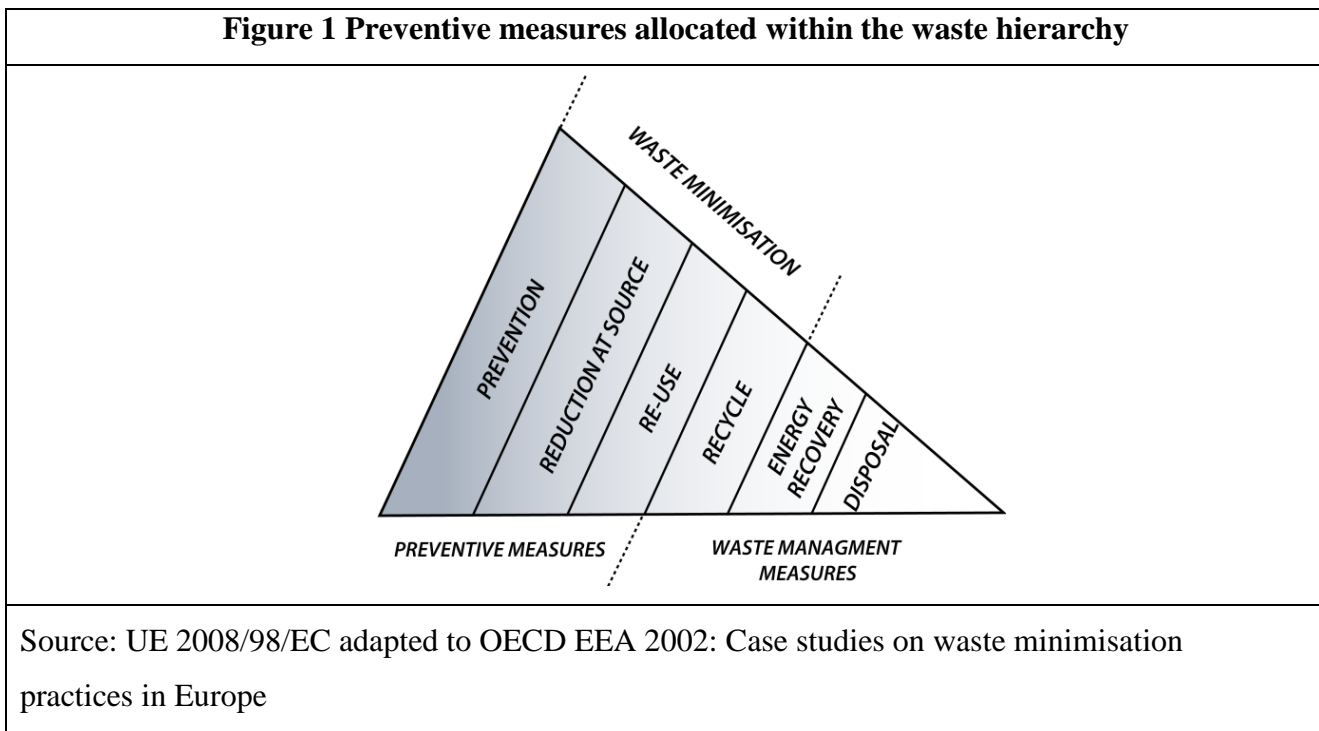 Figure 1 Preventive measures allocated within the waste hierarchy
WASTE MINIMISATION
PREVENTION
REDUCTION AT SOURCE
RE-USE
RECYCLE
ENERGY
RECOVERY
DISPOSAL
PREVENTIVE MEASURES
WASTE MANAGMENT
MEASURES
Source: UE 2008/98/EC adapted to OECD EEA 2002: Case studies on waste minimisation
practices in Europe